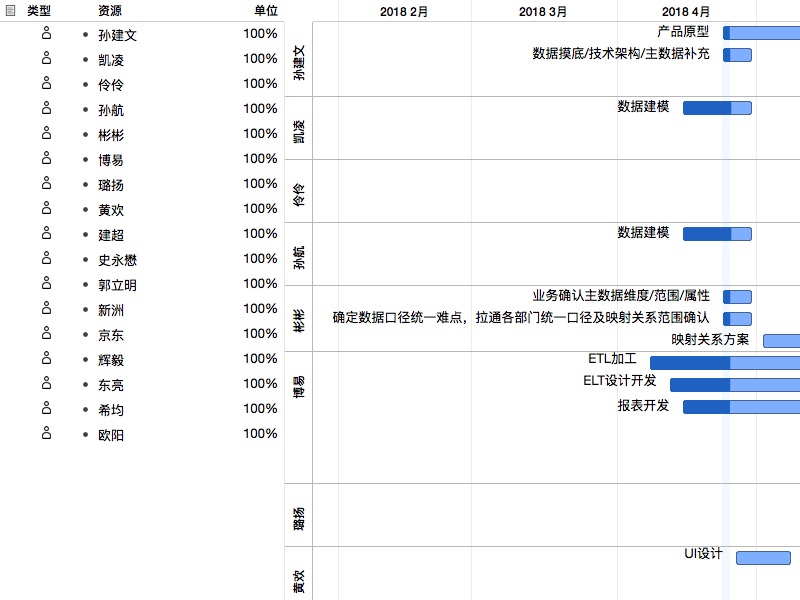 类型 资源 单位
孙建文 100%
凯凌 100%
伶伶 100%
孙航 100%
彬彬 100%
博易 100%
璐扬 100%
黄欢 100%
建超 100%
史永懋 100%
郭立明 100%
新洲 100%
京东 100%
辉毅 100%
东亮 100%
希均 100%
欧阳 100%
2018 2月 2018 3月 2018 4月
孙建文
产品原型
数据摸底/技术架构/主数据补充
凯凌
数据建模
伶伶
孙航
数据建模
彬彬
业务确认主数据维度/范围/属性
确定数据口径统一难点，拉通各部门统一口径及映射关系范围确认
映射关系方案
博易
ETL加工
ELT设计开发
报表开发
璐扬
黄欢
UI设计